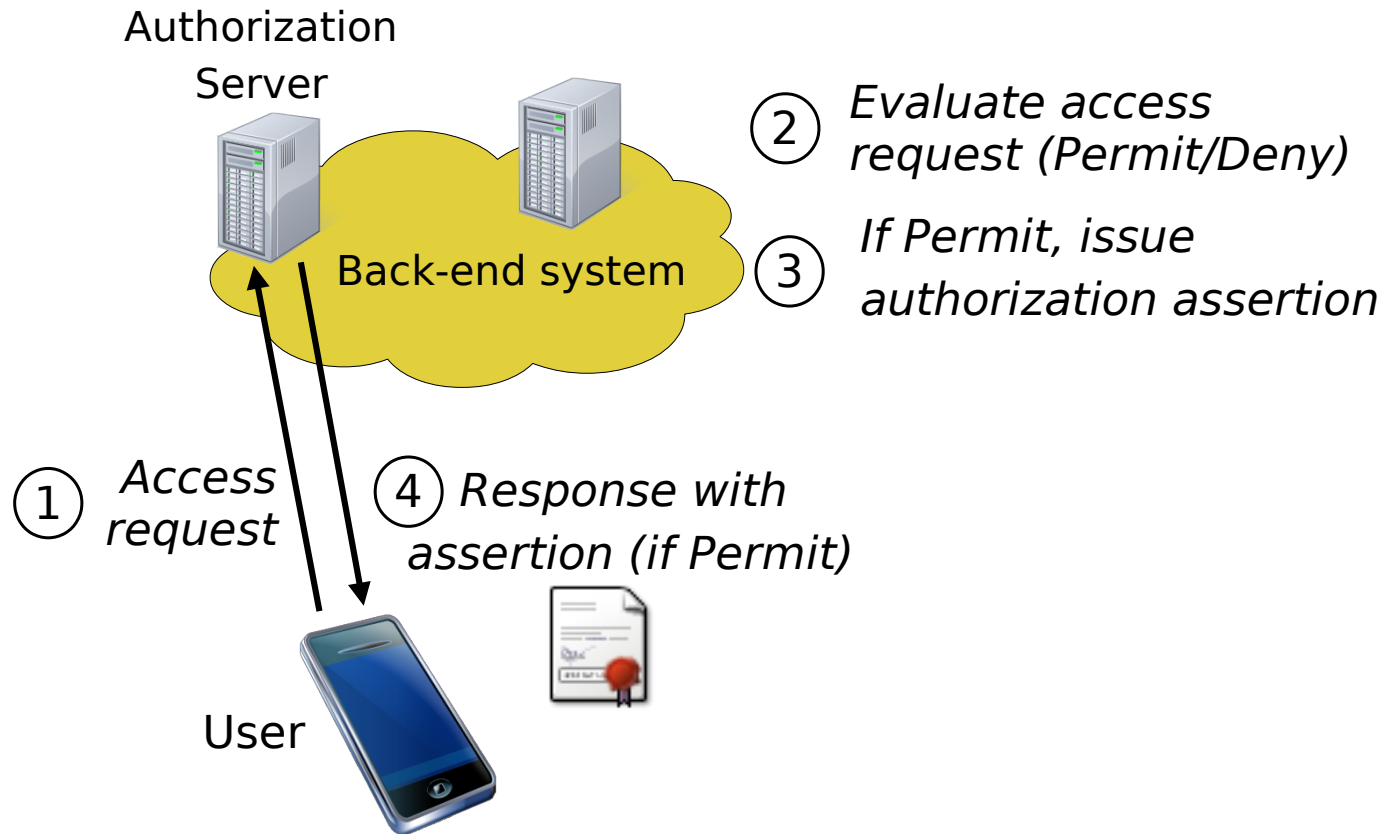 Authorization
Server
2
Evaluate access
request (Permit/Deny)
Back-end system
3
If Permit, issue
authorization assertion
1
Access
request
4
Response with
assertion (if Permit)
User